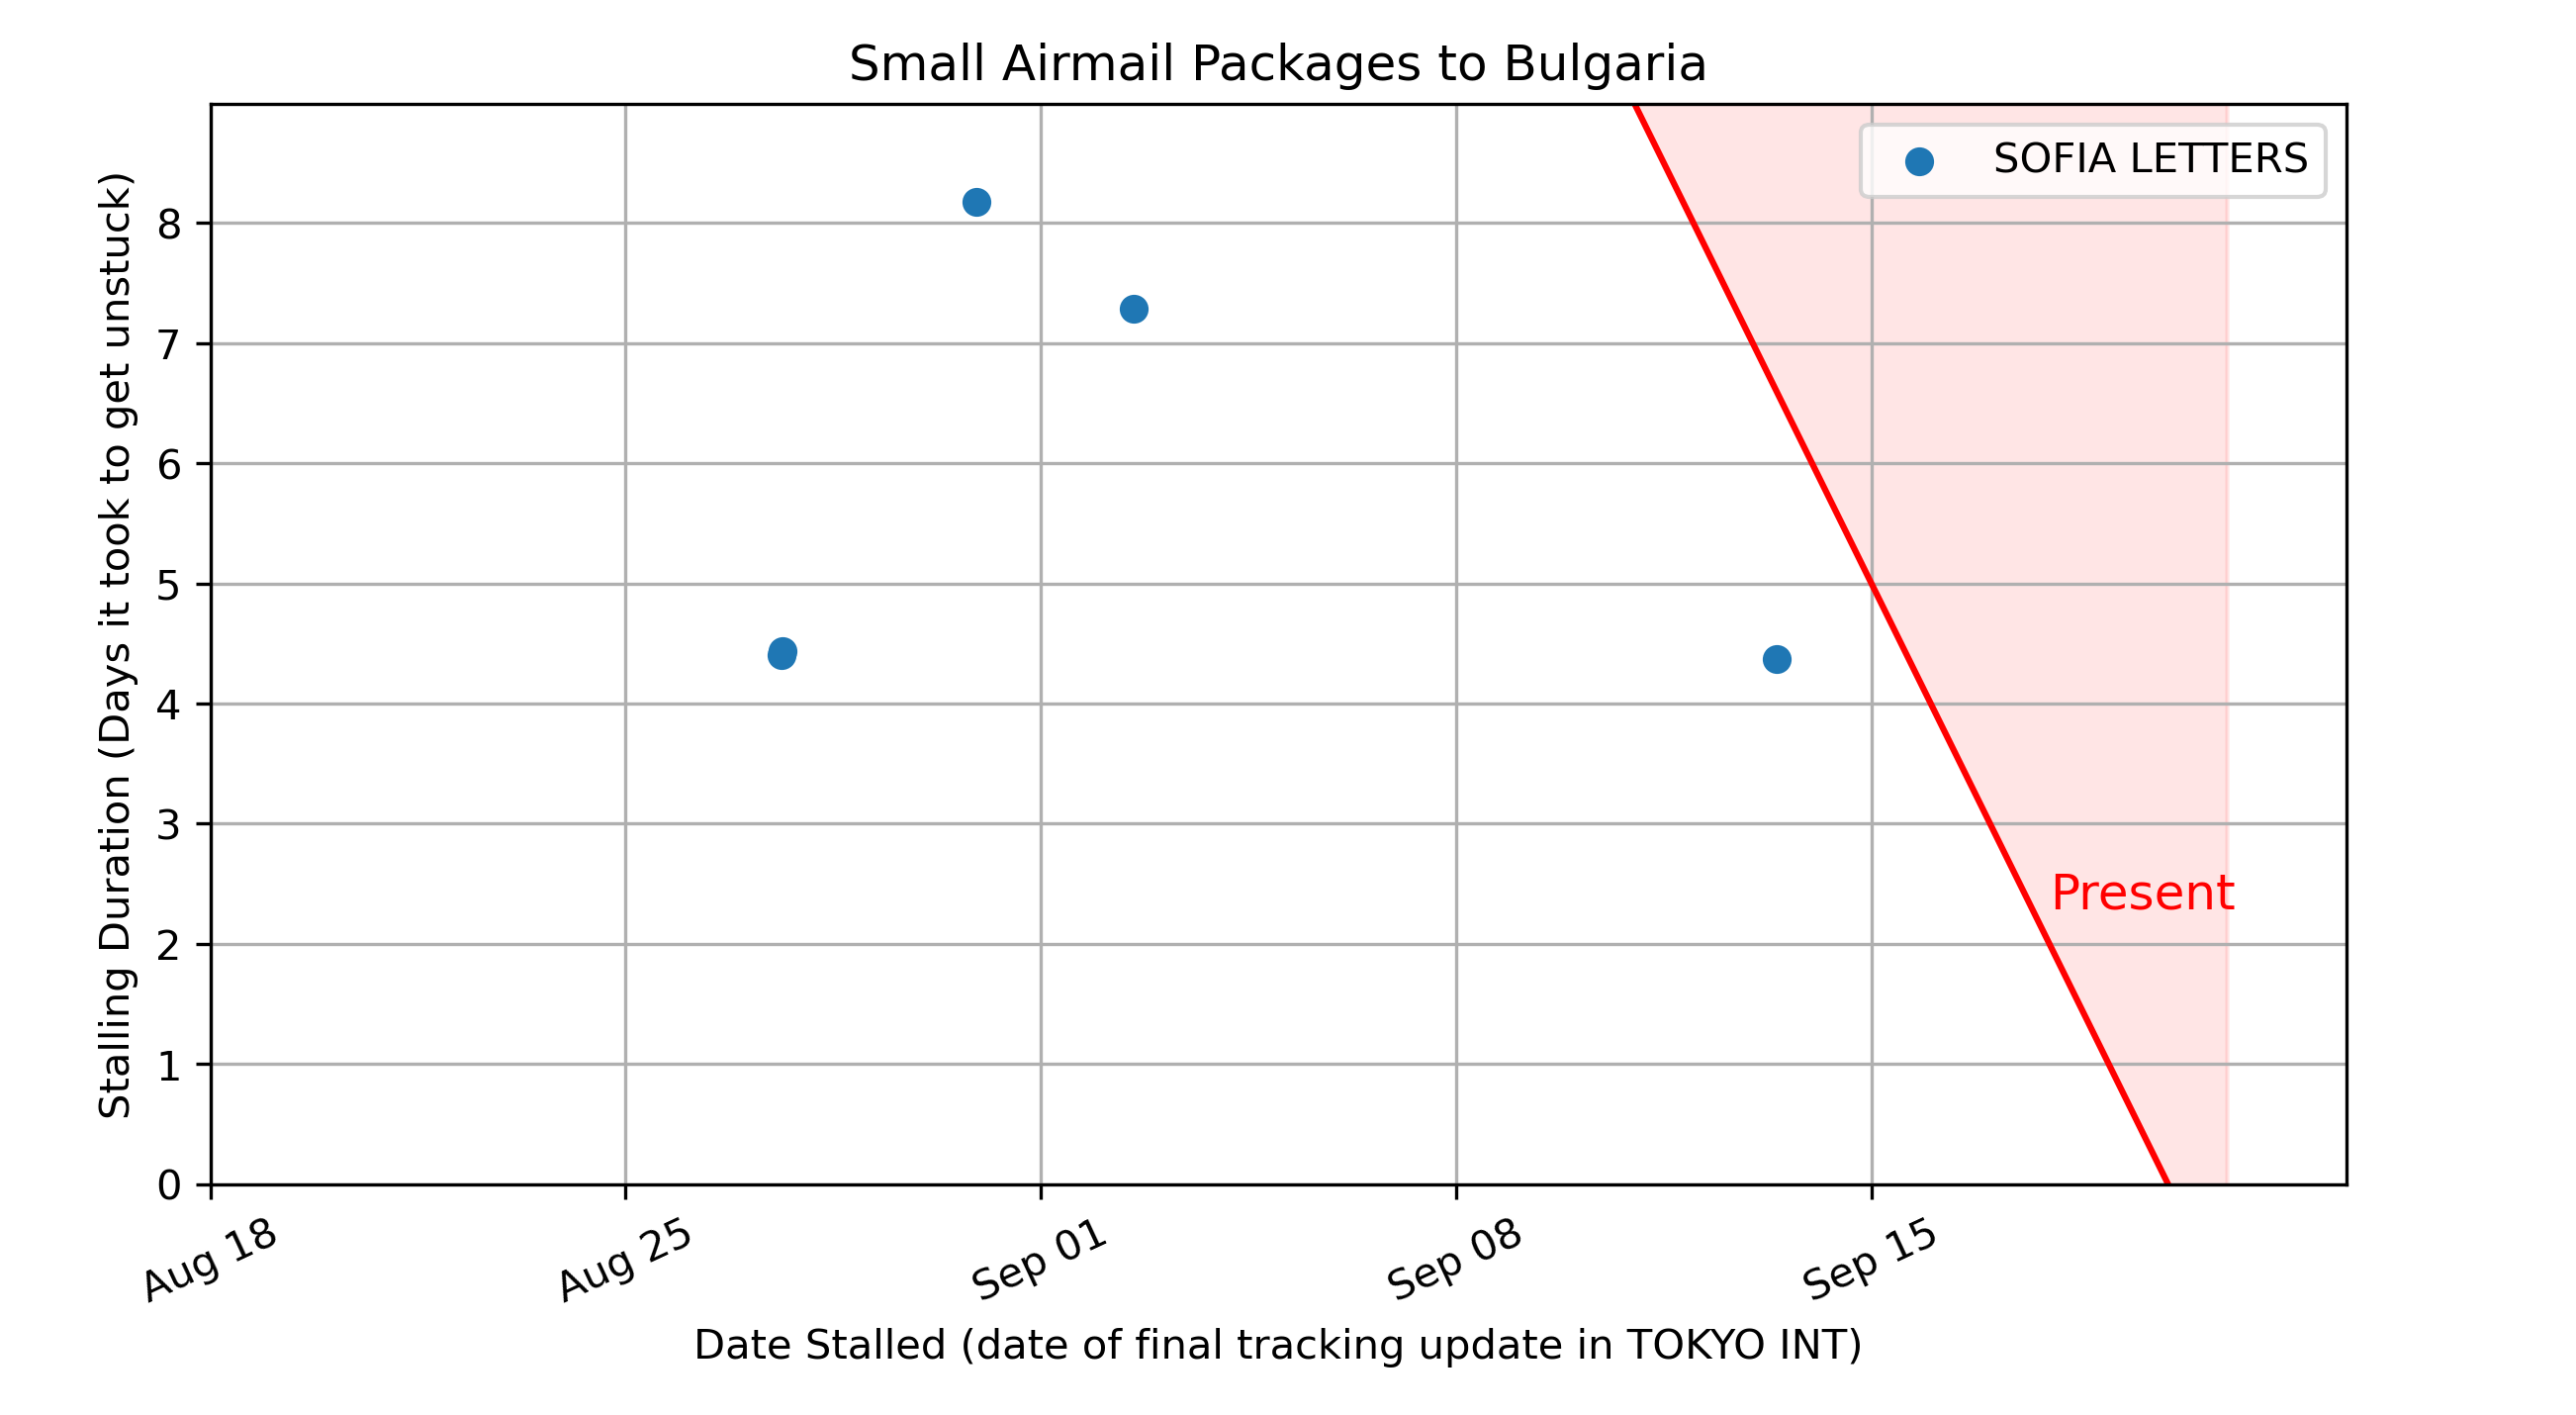 Small Airmail Packages to Bulgaria
SOFIA LETTERS
Stalling Duration (Days it took to get unstuck)
8
7
6
5
4
3
2
1
0
Present
Aug 18
Aug 25
Sep 01
Sep 08
Sep 15
Date Stalled (date of final tracking update in TOKYO INT)